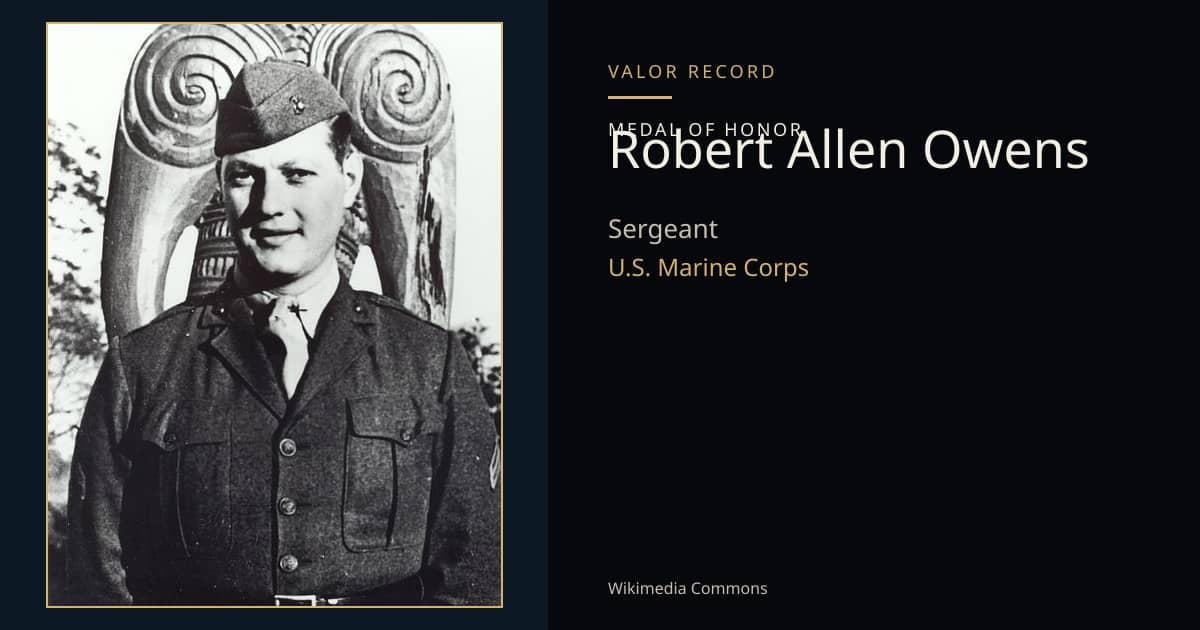 VALOR RECORD
MEDAL OF HONOR
Robert Allen Owens
Sergeant
U.S. Marine Corps
Wikimedia Commons